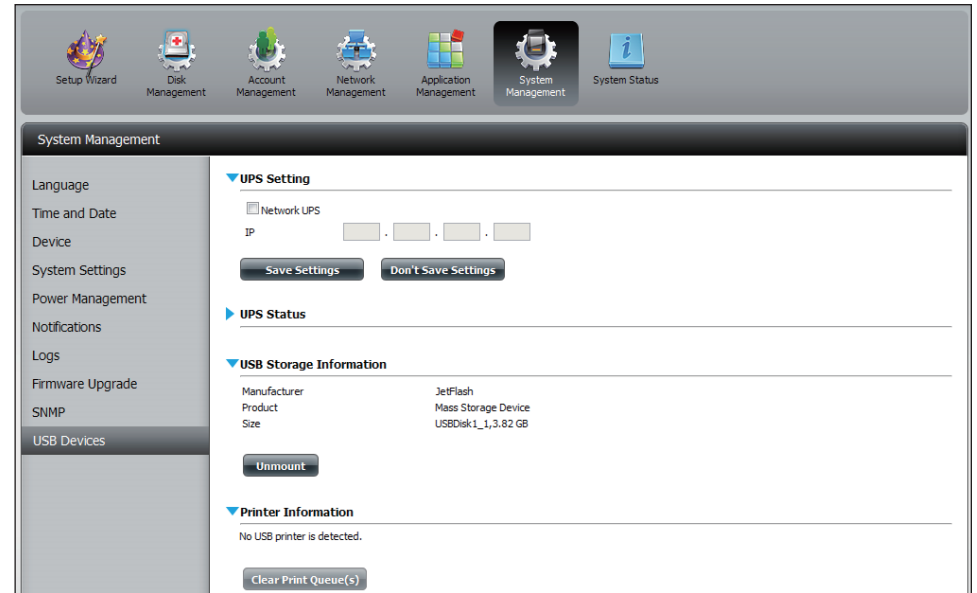 Setup Wizard
Disk Management
Account Management
Network Management
Application Management
System Management
System Status
System Management
Language
Time and Date
Device
System Settings
Power Management
Notifications
Logs
Firmware Upgrade
SNMP
USB Devices
UPS Setting
Network UPS
IP . . .
Save Settings Don't Save Settings
UPS Status
USB Storage Information
Manufacturer JetFlash
Product Mass Storage Device
Size USBDisk1_1,3.82 GB
Unmount
Printer Information
No USB printer is detected.
Clear Print Queue(s)